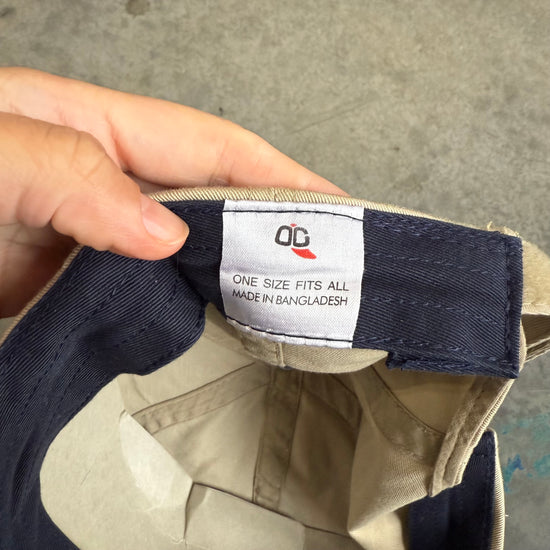 OC
ONE SIZE FITS ALL
MADE IN BANGLADESH